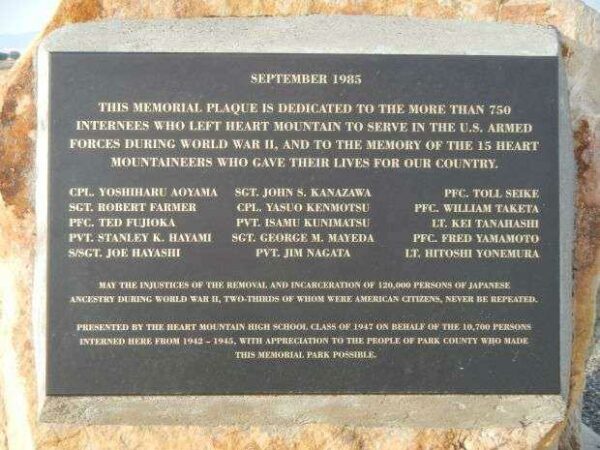 SEPTEMBER 1985
THIS MEMORIAL PLAQUE IS DEDICATED TO THE MORE THAN 750
INTERNEES WHO LEFT HEART MOUNTAIN TO SERVE IN THE U.S. ARMED
FORCES DURING WORLD WAR II, AND TO THE MEMORY OF THE 15 HEART
MOUNTAINEERS WHO GAVE THEIR LIVES FOR OUR COUNTRY.
CPL. YOSHIHARU AOYAMA SGT. JOHN S. KANAZAWA PFC. TOLL SEIKE
SGT. ROBERT FARMER CPL. YASUO KENMOTSU PFC. WILLIAM TAKETA
PFC. TED FUJIOKA PVT. ISAMU KUNIMATSU LT. KEI TANAHASHI
PVT. STANLEY K. HAYAMI SGT. GEORGE M. MAYEDA PFC. FRED YAMAMOTO
S/SGT. JOE HAYASHI PVT. JIM NAGATA LT. HITOSHI YONEMURA
MAY THE INJUSTICES OF THE REMOVAL AND INCARCERATION OF 120,000 PERSONS OF JAPANESE
ANCESTRY DURING WORLD WAR II, TWO-THIRDS OF WHOM WERE AMERICAN CITIZENS, NEVER BE REPEATED.
PRESENTED BY THE HEART MOUNTAIN HIGH SCHOOL CLASS OF 1947 ON BEHALF OF THE 10,700 PERSONS
INTERNED HERE FROM 1942 – 1945, WITH APPRECIATION TO THE PEOPLE OF PARK COUNTY WHO MADE
THIS MEMORIAL PARK POSSIBLE.